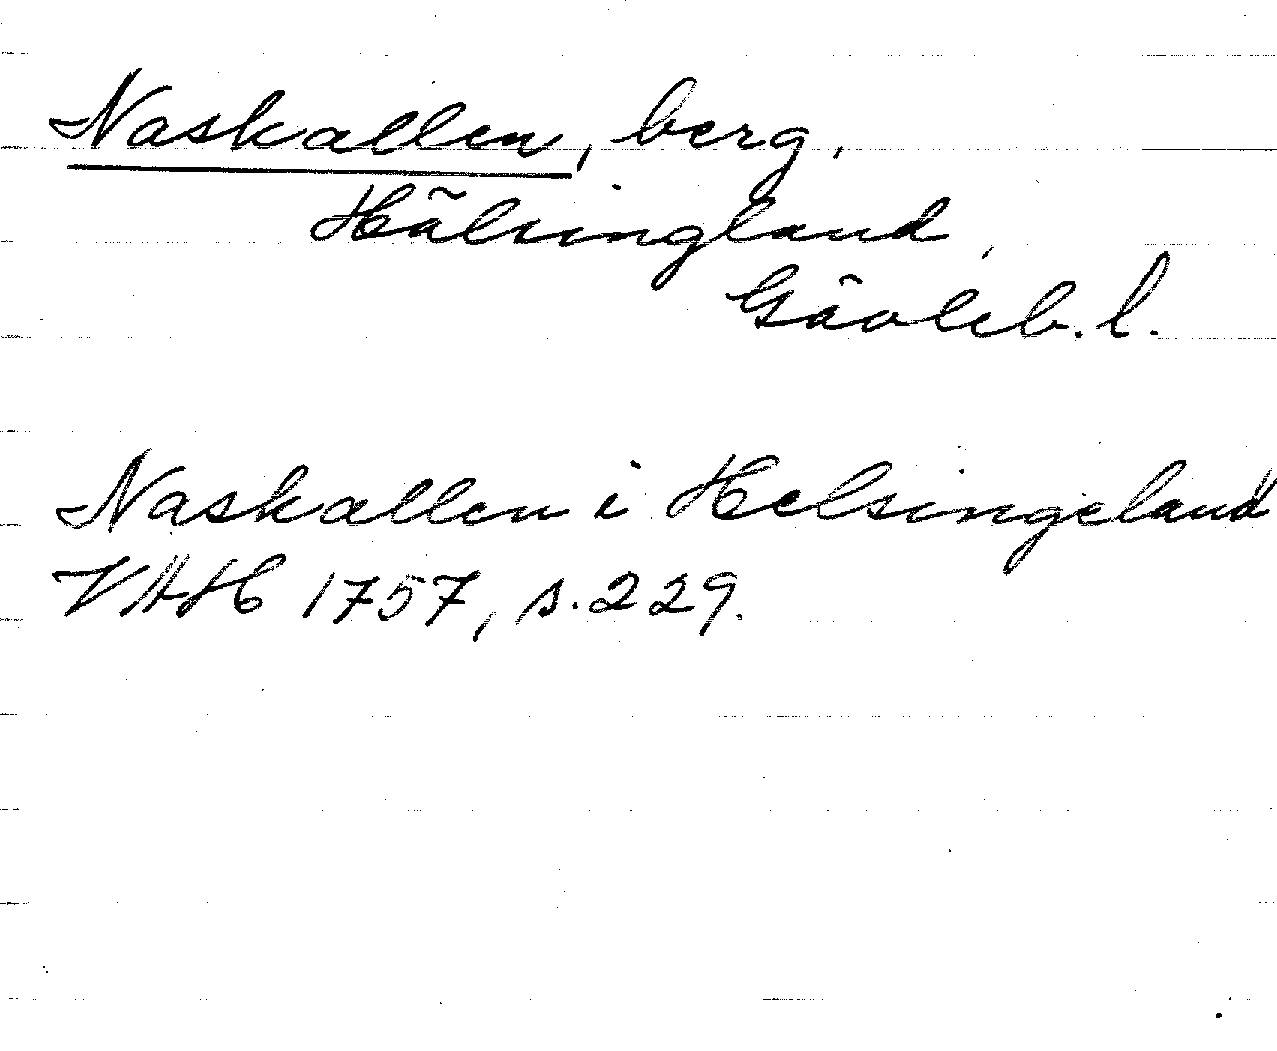 Naskallen, berg,
Hälsingland,
Gävleb. l.
Naskallen i Helsingeland
VAH 1757, s. 229.